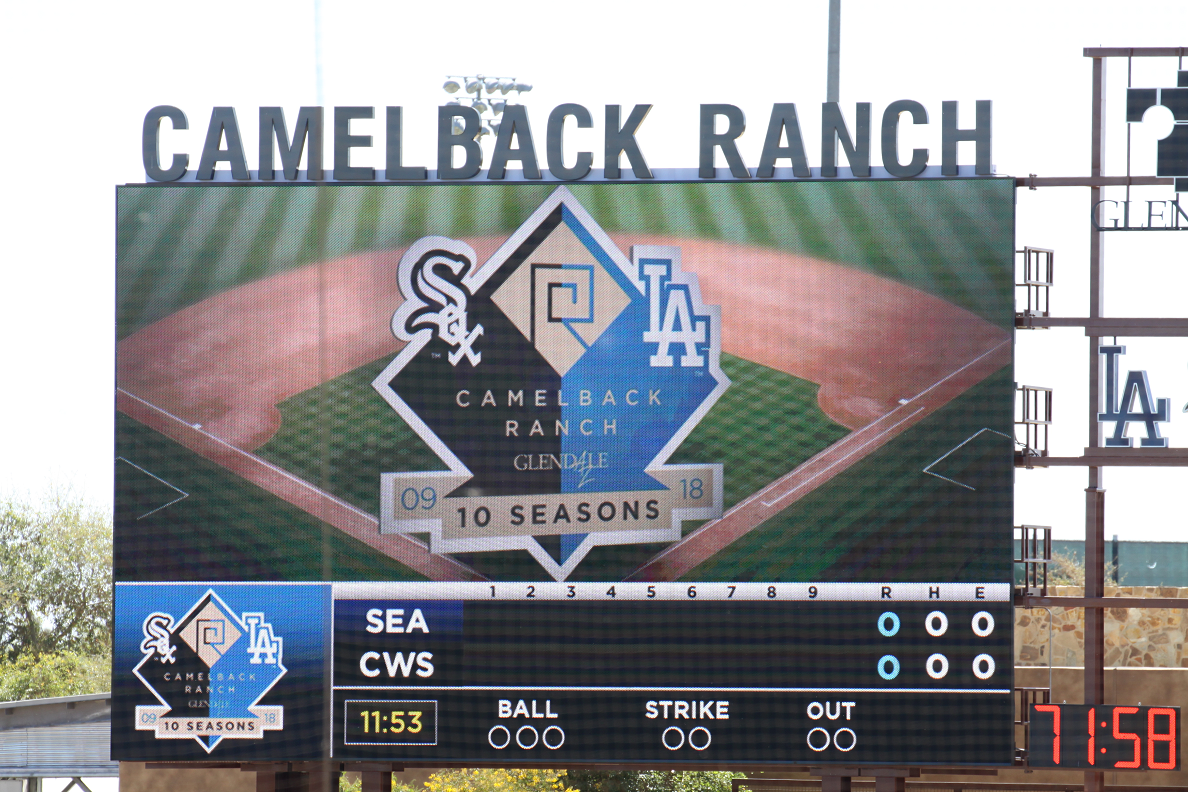 CAMELBACK RANCH
Sox
LA
CAMELBACK
RANCH
GLENDALE
09
18
10 SEASONS
LA
1 2 3 4 5 6 7 8 9 R H E
SEA 0 0 0
CWS 0 0 0
11:53
BALL STRIKE OUT
Sox
LA
CAMELBACK
RANCH
GLENDALE
09
18
10 SEASONS
71:58